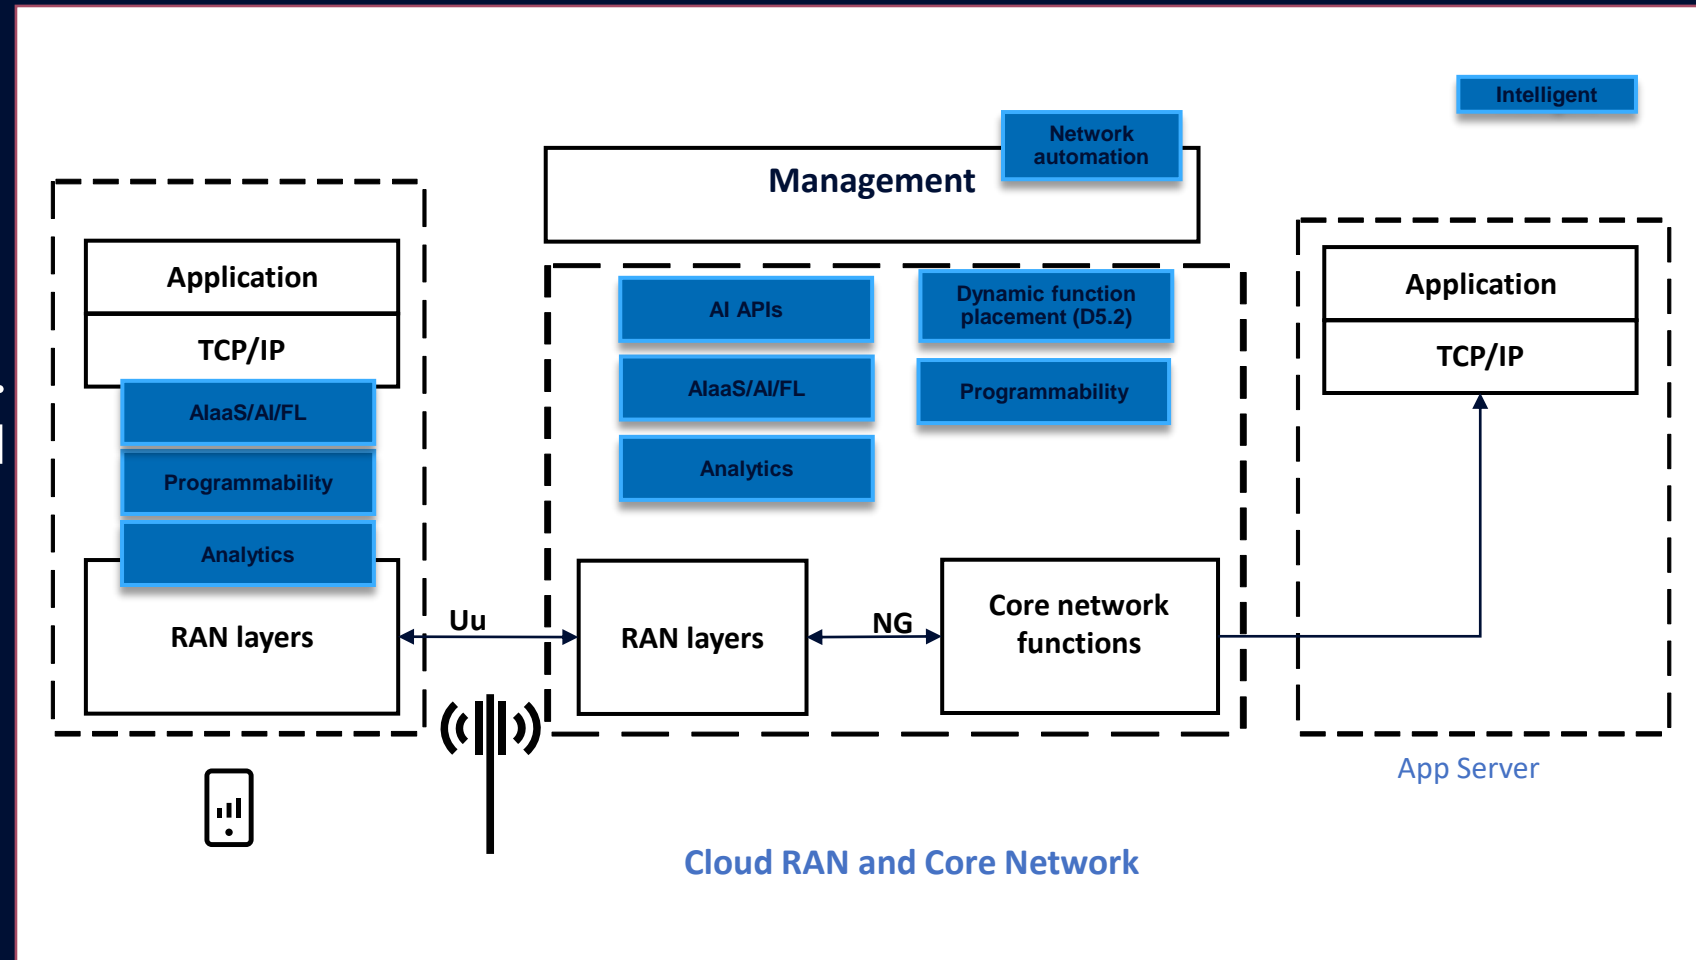 Intelligent
Network
automation
Management
Application
TCP/IP
AIaaS/AI/FL
Programmability
Analytics
RAN layers
Uu
AI APIs
AIaaS/AI/FL
Analytics
Dynamic function
placement (D5.2)
Programmability
RAN layers
NG
Core network
functions
Application
TCP/IP
App Server
Cloud RAN and Core Network